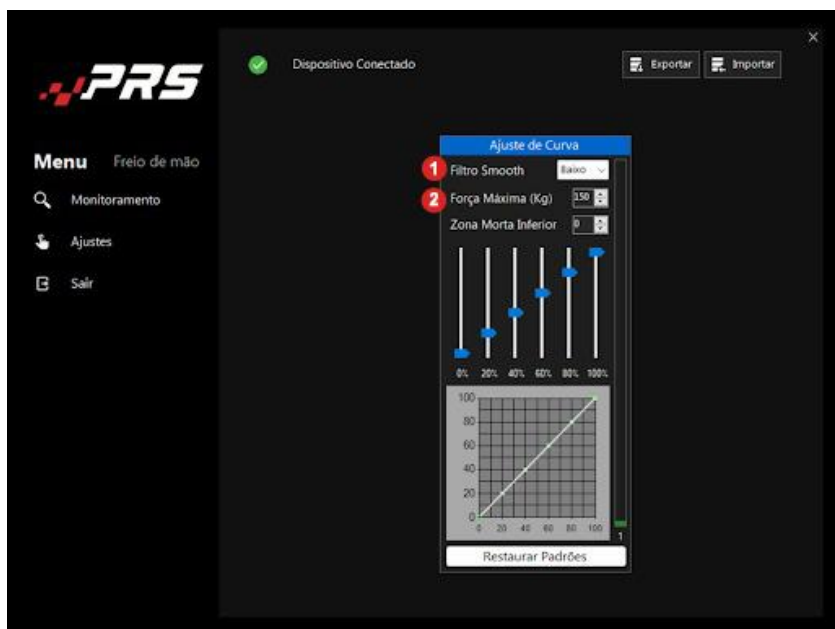 PRS
Dispositivo Conectado
Exportar
Importar
Menu
Freio de mão
Monitoramento
Ajustes
Sair
Ajuste de Curva
1
Filtro Smooth
Baixo
2
Força Máxima (Kg)
150
Zona Morta Inferior
0
0% 20% 40% 60% 80% 100%
100
80
60
40
20
0
0 20 40 60 80 100
1
Restaurar Padrões